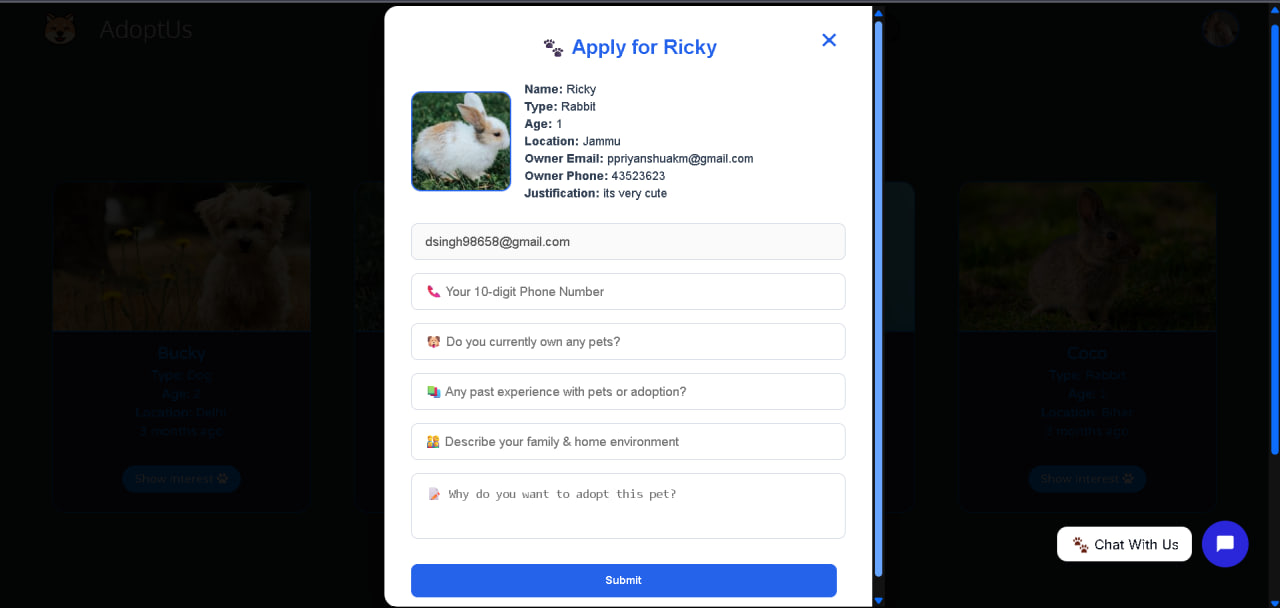 AdoptUs
Apply for Ricky
Name: Ricky
Type: Rabbit
Age: 1
Location: Jammu
Owner Email: ppriyanshuakm@gmail.com
Owner Phone: 43523623
Justification: its very cute
dsingh98658@gmail.com
Your 10-digit Phone Number
Do you currently own any pets?
Any past experience with pets or adoption?
Describe your family & home environment
Why do you want to adopt this pet?
Submit
Bucky
Type: Dog
Age: 2
Location: Delhi
3 months ago
Show Interest
Coco
Type: Rabbit
Location: Bihar
3 months ago
Show Interest
Chat With Us